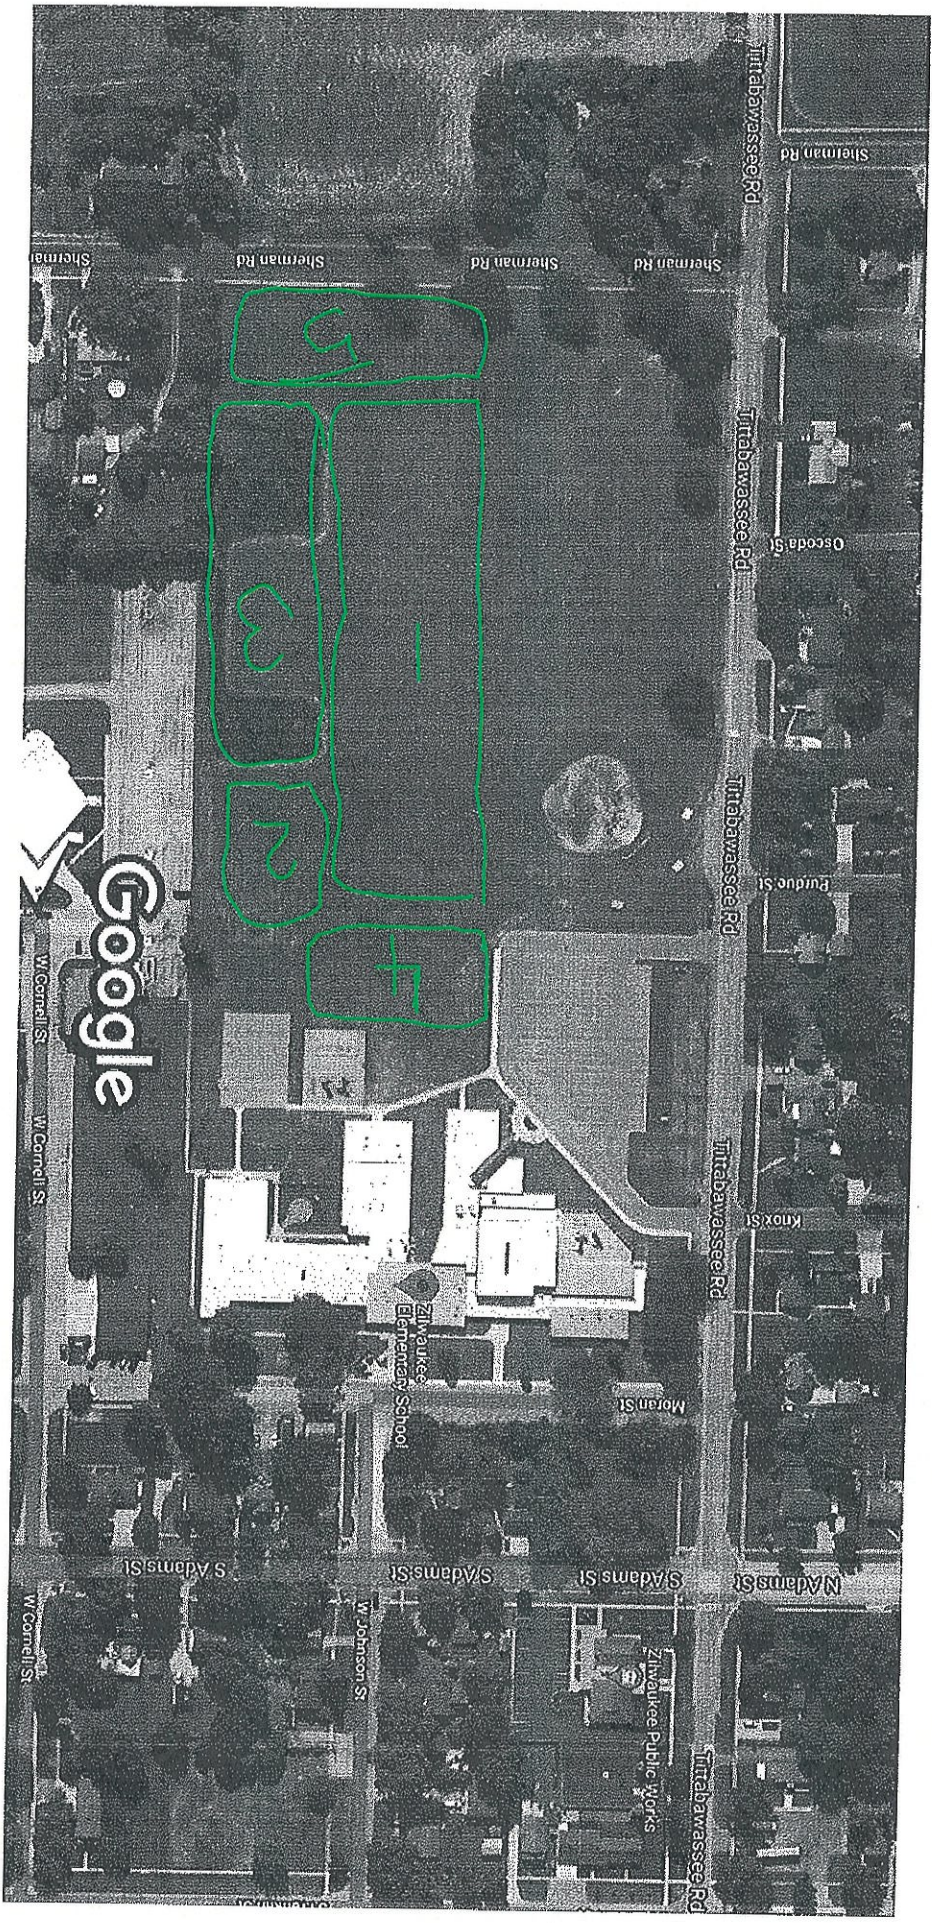 Sherman Rd
N Adams St
Oscoda St
Purdue St
Knox St
Tittabawassee Rd
Tittabawassee Rd
Tittabawassee Rd
Tittabawassee Rd
Tittabawassee Rd
Sherman Rd
Moran St
S Adams St
Zilwaukee Public Works
Sherman Rd
S Adams St
5
1
4
Zilwaukee
Elementary School
W Johnson St
Sherman Rd
3
2
S Adams St
Google
Sherman
W Cornell St
W Cornell St
W Cornell St